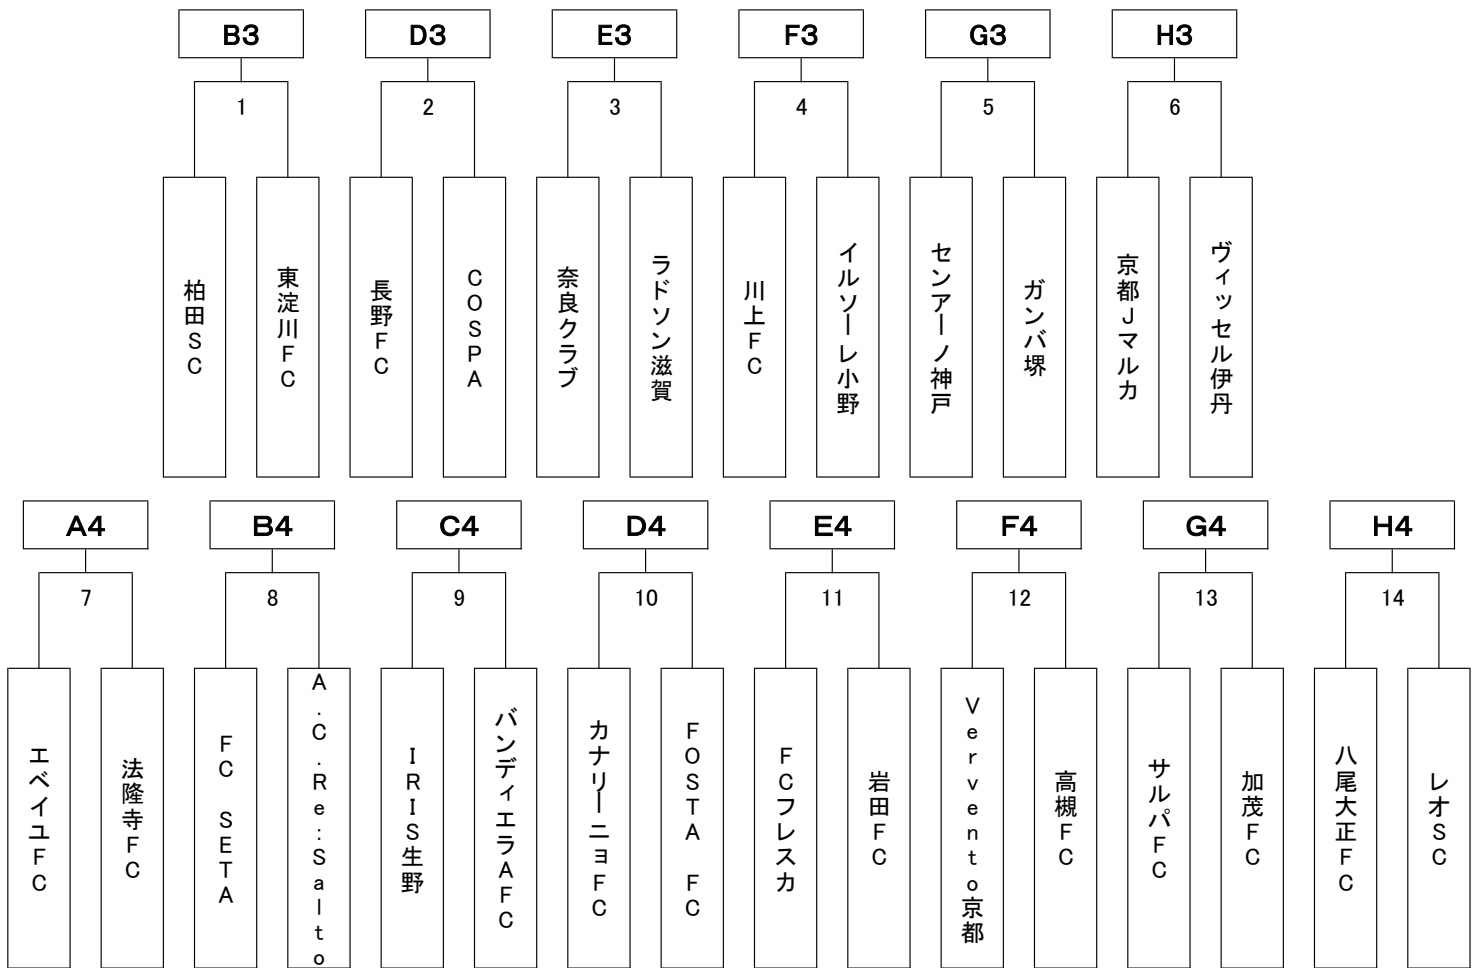 B3 D3 E3 F3 G3 H3
1 2 3 4 5 6
柏田SC
東淀川FC
長野FC
COSPA
奈良クラブ
ラドソン滋賀
川上FC
イルソーレ小野
センアーノ神戸
ガンバ堺
京都Jマルカ
ヴィッセル伊丹
A4 B4 C4 D4 E4 F4 G4 H4
7 8 9 10 11 12 13 14
エベイユFC
法隆寺FC
FC SETA
A.C.Re:Salto
IRIS生野
バンディエラAFC
カナリーニョFC
FOSTA FC
FCフレスカ
岩田FC
Vervento京都
高槻FC
サルパFC
加茂FC
八尾大正FC
レオSC